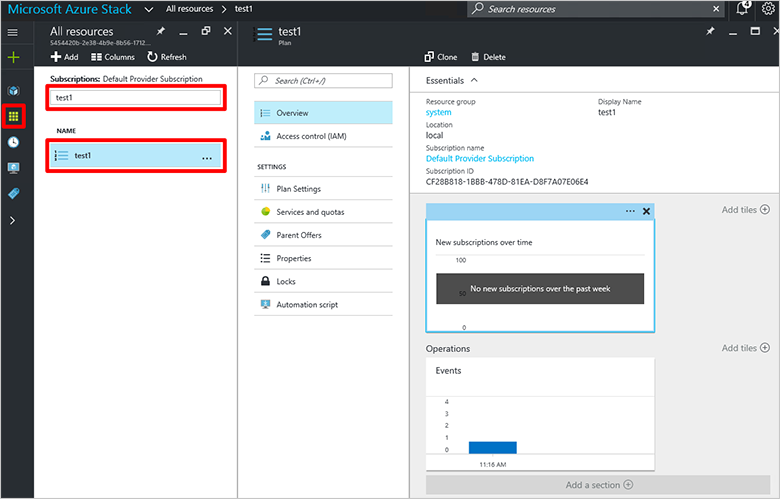 Microsoft Azure Stack All resources > test1 Search resources 4
All resources
5454420b-2e38-4b9e-8b56-1712...
Add Columns Refresh
Subscriptions: Default Provider Subscription
test1
NAME
test1 ...
test1
Plan
Search (Ctrl+/)
Overview
Access control (IAM)
SETTINGS
Plan Settings
Services and quotas
Parent Offers
Properties
Locks
Automation script
Clone Delete
Essentials
Resource group
system
Location
local
Subscription name
Default Provider Subscription
Subscription ID
CF28B818-1BBB-478D-81EA-D8F7A07E06E4
Display Name
test1
Add tiles
New subscriptions over time
100
50
0
No new subscriptions over the past week
Operations
Add tiles
Events
4
3
2
1
0
11:16 AM
Add a section